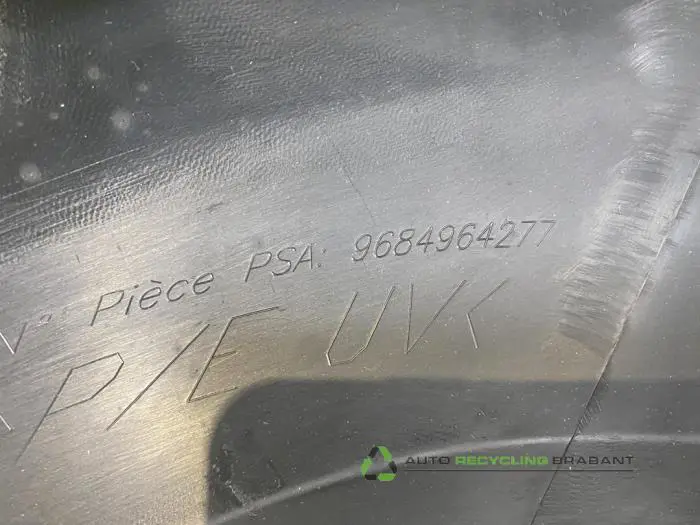 N° Pièce PSA: 9684964277
P/E UVK
AUTO RECYCLING BRABANT